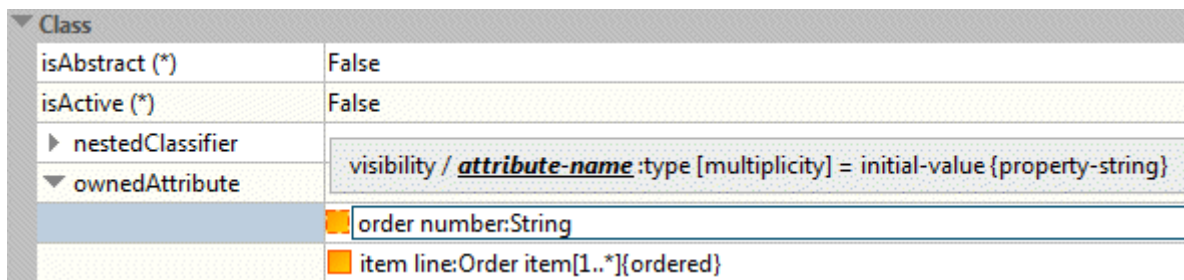 Class
isAbstract (*) False
isActive (*) False
nestedClassifier
visibility / attribute-name :type [multiplicity] = initial-value {property-string}
ownedAttribute
order number:String
item line:Order item[1..*]{ordered}